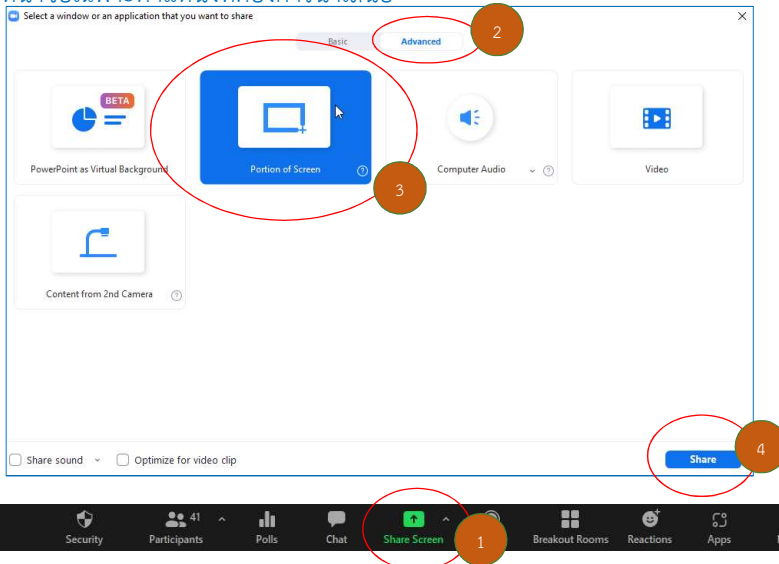 Select a window or an application that you want to share
Basic
Advanced
2
BETA
PowerPoint as Virtual Background
Portion of Screen
Computer Audio
Video
3
Content from 2nd Camera
Share sound
Optimize for video clip
Share
4
41
Security
Participants
Polls
Chat
Share Screen
1
Breakout Rooms
Reactions
Apps